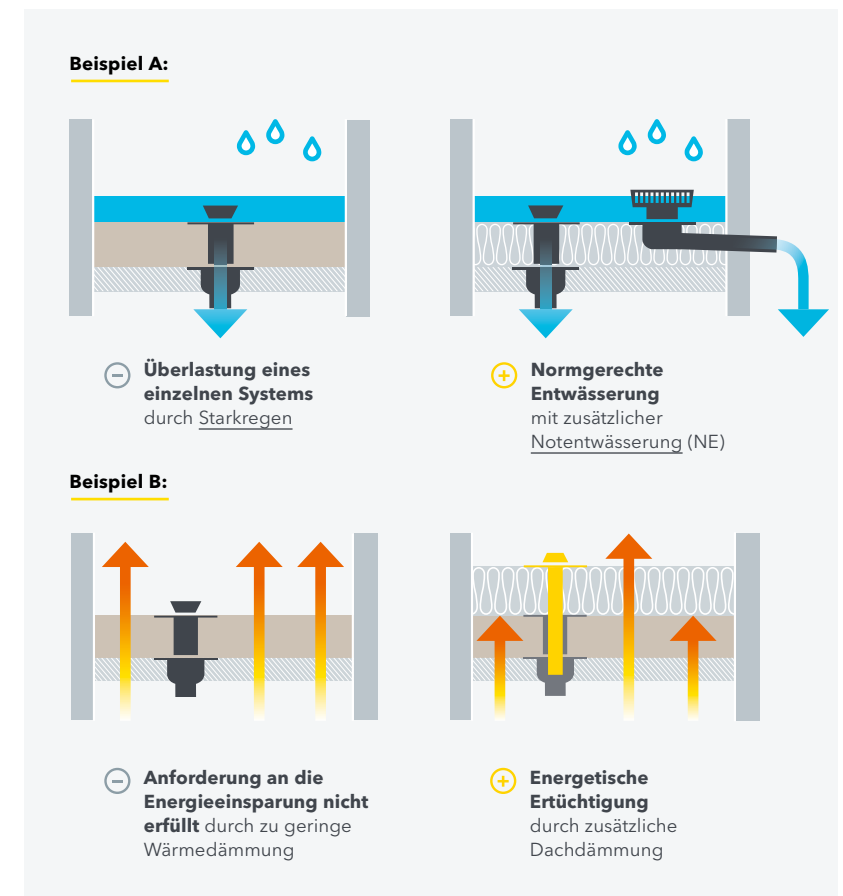 Beispiel A:
Überlastung eines
einzelnen Systems
durch Starkregen
Normgerechte
Entwässerung
mit zusätzlicher
Notentwässerung (NE)
Beispiel B:
Anforderung an die
Energieeinsparung nicht
erfüllt durch zu geringe
Wärmedämmung
Energetische
Ertüchtigung
durch zusätzliche
Dachdämmung